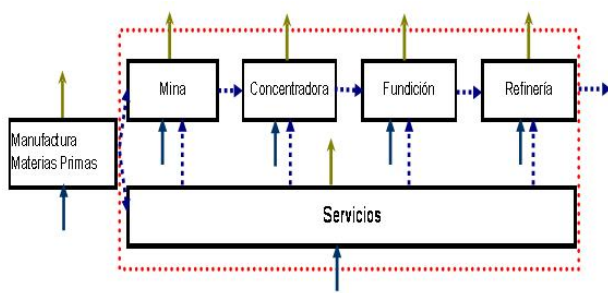 Mina
Concentradora
Fundición
Refinería
Manufactura
Materias Primas
Servicios